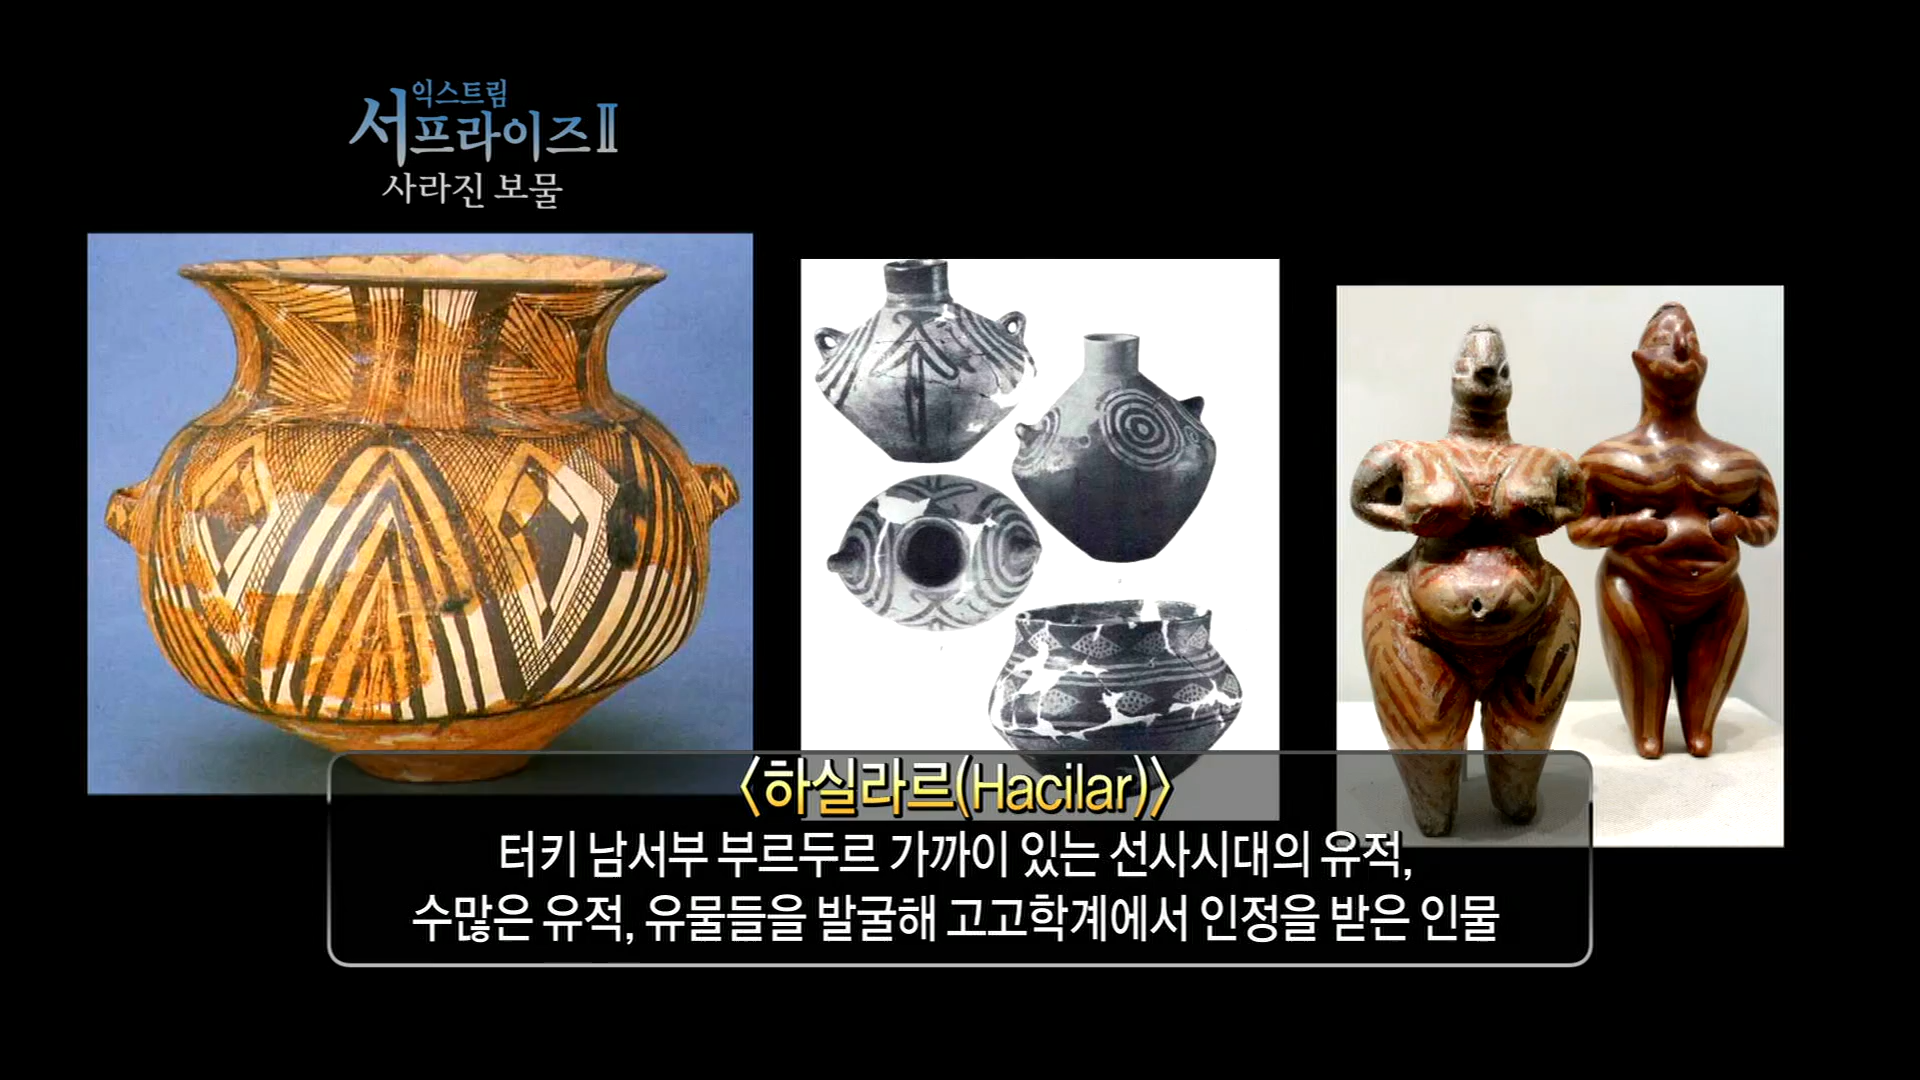 익스트림
서프라이즈Ⅱ
사라진 보물
〈하실라르(Hacilar)〉
터키 남서부 부르두르 가까이 있는 선사시대의 유적,
수많은 유적, 유물들을 발굴해 고고학계에서 인정을 받은 인물